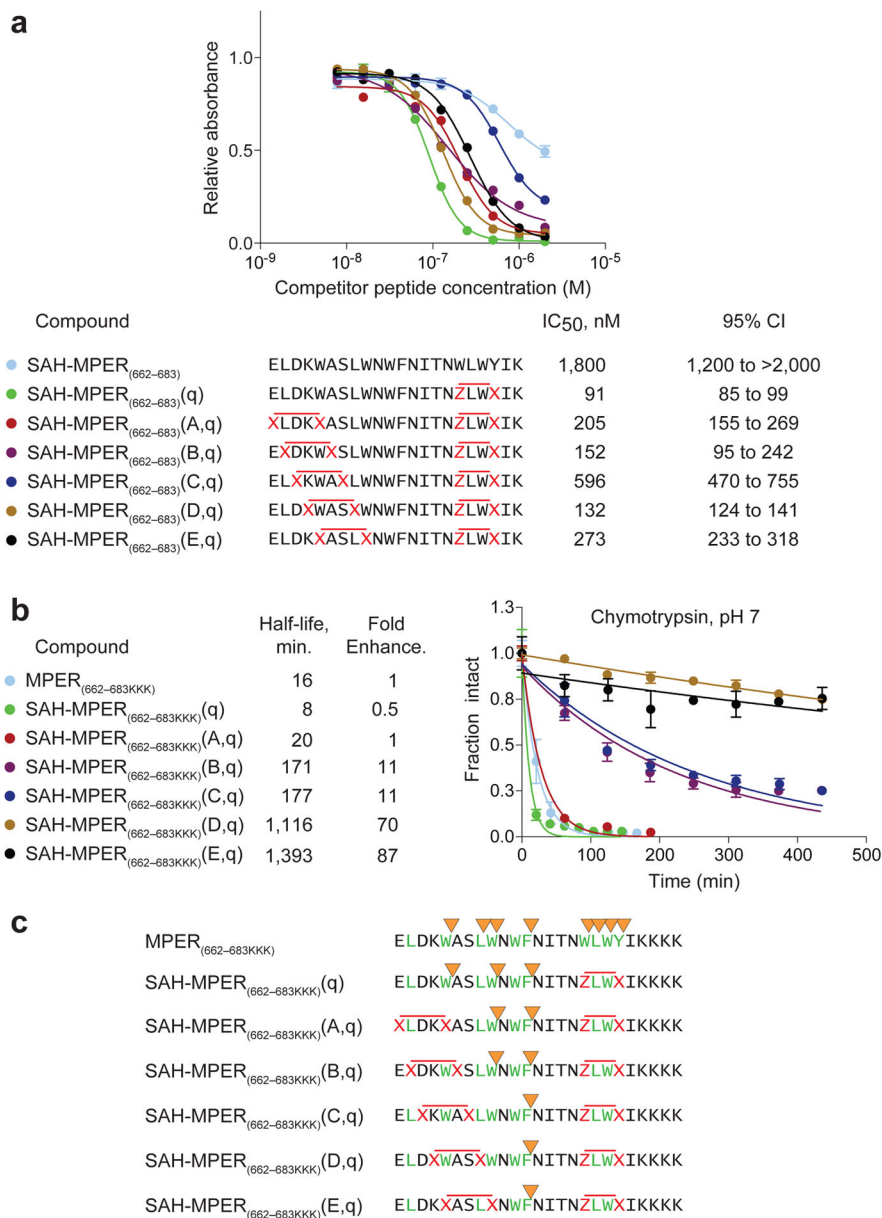 a
Relative absorbance
1.0
0.5
0.0
10-9 10-8 10-7 10-6 10-5
Competitor peptide concentration (M)
Compound IC50, nM 95% CI
SAH-MPER(662–683) ELDKWASLWNWFNITNWLWYIK 1,800 1,200 to >2,000
SAH-MPER(662–683)(q) ELDKWASLWNWFNITNZLWXIK 91 85 to 99
SAH-MPER(662–683)(A,q) XLDKXASLWNWFNITNZLWXIK 205 155 to 269
SAH-MPER(662–683)(B,q) EXDKWXSLWNWFNITNZLWXIK 152 95 to 242
SAH-MPER(662–683)(C,q) ELXKWAXLWNWFNITNZLWXIK 596 470 to 755
SAH-MPER(662–683)(D,q) ELDXWASXWNWFNITNZLWXIK 132 124 to 141
SAH-MPER(662–683)(E,q) ELDKXASLXNWFNITNZLWXIK 273 233 to 318
b
Compound Half-life, min. Fold Enhance.
MPER(662–683KKK) 16 1
SAH-MPER(662–683KKK)(q) 8 0.5
SAH-MPER(662–683KKK)(A,q) 20 1
SAH-MPER(662–683KKK)(B,q) 171 11
SAH-MPER(662–683KKK)(C,q) 177 11
SAH-MPER(662–683KKK)(D,q) 1,116 70
SAH-MPER(662–683KKK)(E,q) 1,393 87
Chymotrypsin, pH 7
Fraction intact
1.3
1.0
0.8
0.5
0.3
0.0
0 100 200 300 400 500
Time (min)
c
MPER(662–683KKK) ELDKWASLWNWFNITNWLWYIKKKK
SAH-MPER(662–683KKK)(q) ELDKWASLWNWFNITNZLWXIKKKK
SAH-MPER(662–683KKK)(A,q) XLDKXASLWNWFNITNZLWXIKKKK
SAH-MPER(662–683KKK)(B,q) EXDKWXSLWNWFNITNZLWXIKKKK
SAH-MPER(662–683KKK)(C,q) ELXKWAXLWNWFNITNZLWXIKKKK
SAH-MPER(662–683KKK)(D,q) ELDXWASXWNWFNITNZLWXIKKKK
SAH-MPER(662–683KKK)(E,q) ELDKXASLXNWFNITNZLWXIKKKK